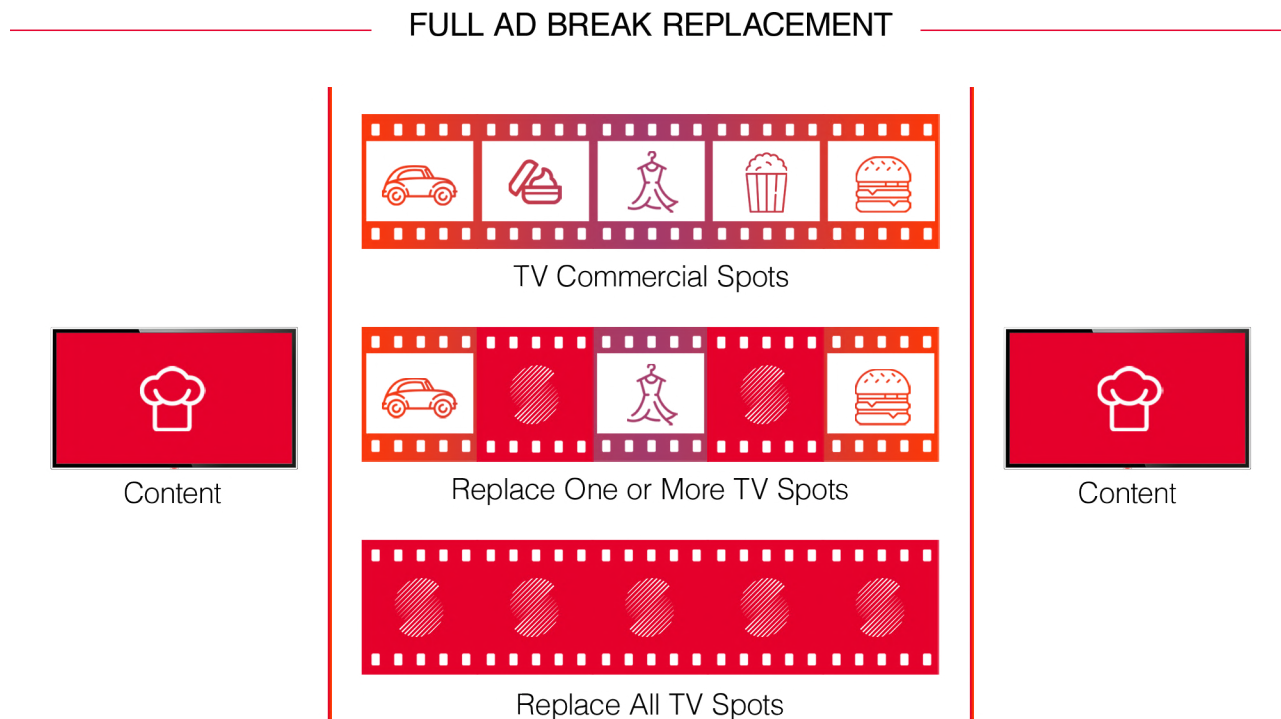 FULL AD BREAK REPLACEMENT
TV Commercial Spots
Content
Replace One or More TV Spots
Content
Replace All TV Spots